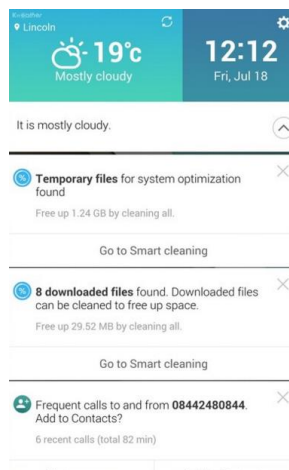 Lincoln
19°c
Mostly cloudy
12:12
Fri, Jul 18
It is mostly cloudy.
Temporary files for system optimization
found
Free up 1.24 GB by cleaning all.
Go to Smart cleaning
8 downloaded files found. Downloaded files
can be cleaned to free up space.
Free up 29.52 MB by cleaning all.
Go to Smart cleaning
Frequent calls to and from 08442480844.
Add to Contacts?
6 recent calls (total 82 min)